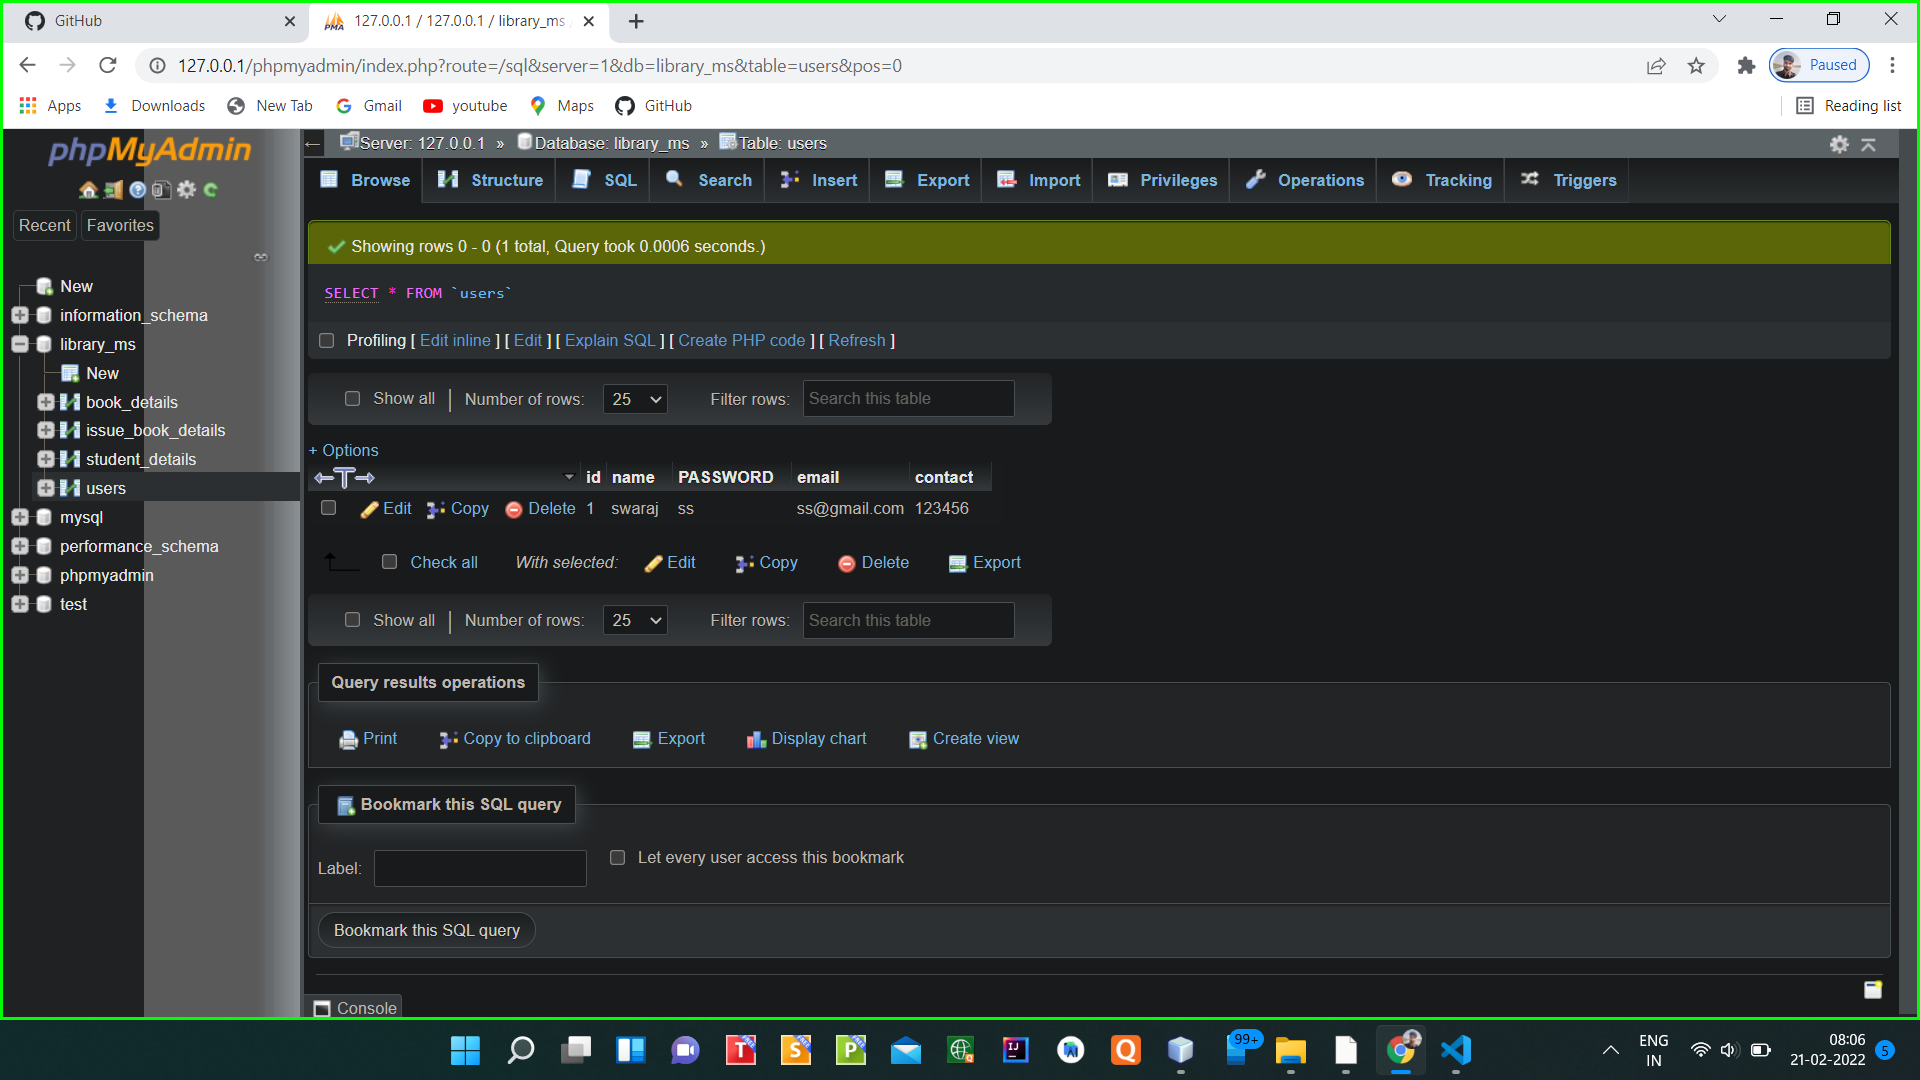 GitHub
127.0.0.1 / 127.0.0.1 / library_ms
127.0.0.1/phpmyadmin/index.php?route=/sql&server=1&db=library_ms&table=users&pos=0
Paused
Apps Downloads New Tab Gmail youtube Maps GitHub Reading list
phpMyAdmin
Recent Favorites
New
information_schema
library_ms
New
book_details
issue_book_details
student_details
users
mysql
performance_schema
phpmyadmin
test
Server: 127.0.0.1 » Database: library_ms » Table: users
Browse Structure SQL Search Insert Export Import Privileges Operations Tracking Triggers
Showing rows 0 - 0 (1 total, Query took 0.0006 seconds.)
SELECT * FROM `users`
Profiling [ Edit inline ] [ Edit ] [ Explain SQL ] [ Create PHP code ] [ Refresh ]
Show all | Number of rows: 25 Filter rows: Search this table
+ Options
←T→ id name PASSWORD email contact
Edit Copy Delete 1 swaraj ss ss@gmail.com 123456
Check all With selected: Edit Copy Delete Export
Show all | Number of rows: 25 Filter rows: Search this table
Query results operations
Print Copy to clipboard Export Display chart Create view
Bookmark this SQL query
Label: Let every user access this bookmark
Bookmark this SQL query
Console
99+
ENG
IN
08:06
21-02-2022
5